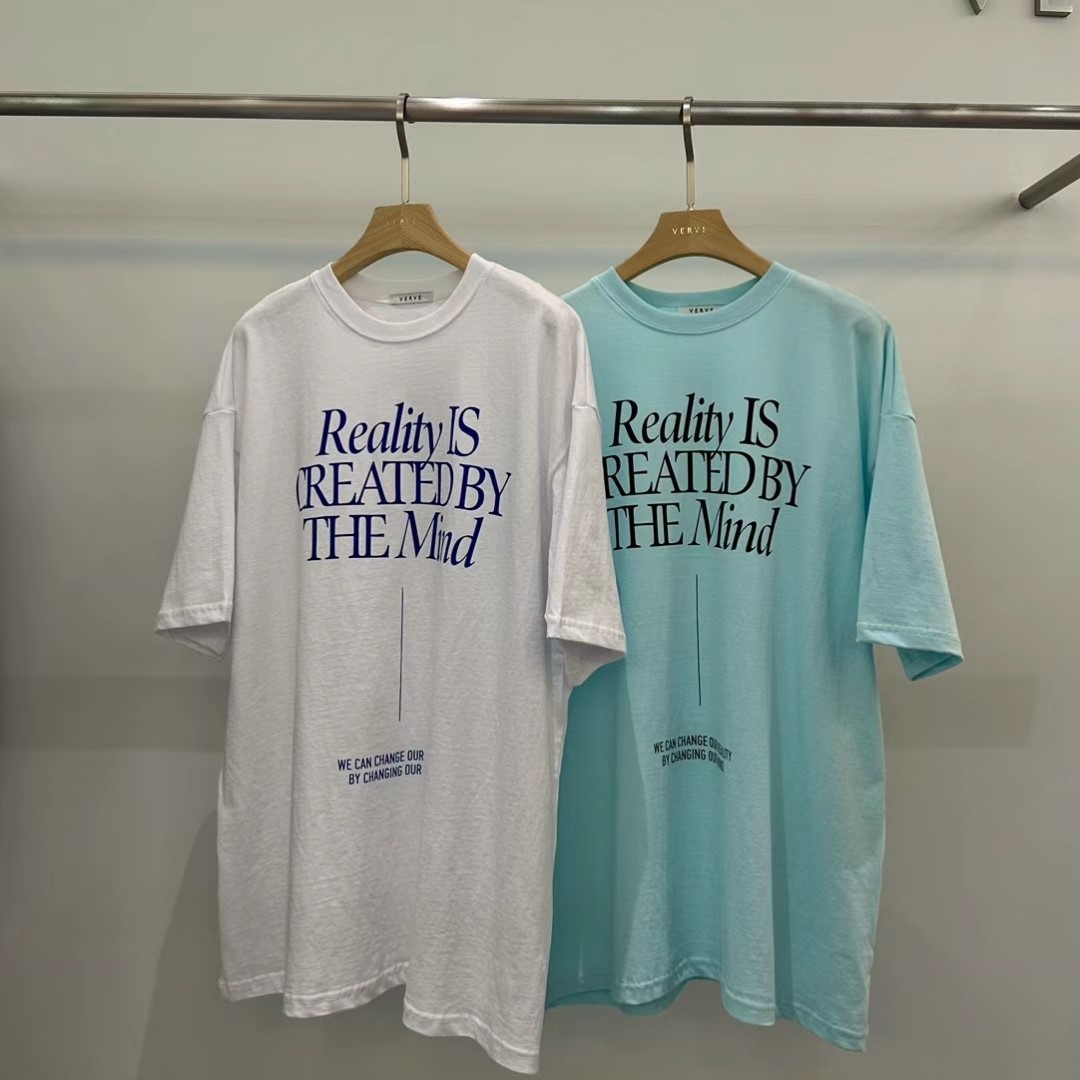 VERVE
VERVE
VERVE
Reality IS
CREATED BY
THE Mind
WE CAN CHANGE OUR
BY CHANGING OUR
Reality IS
REATED BY
THE Mind
WE CAN CHANGE
BY CHANGING